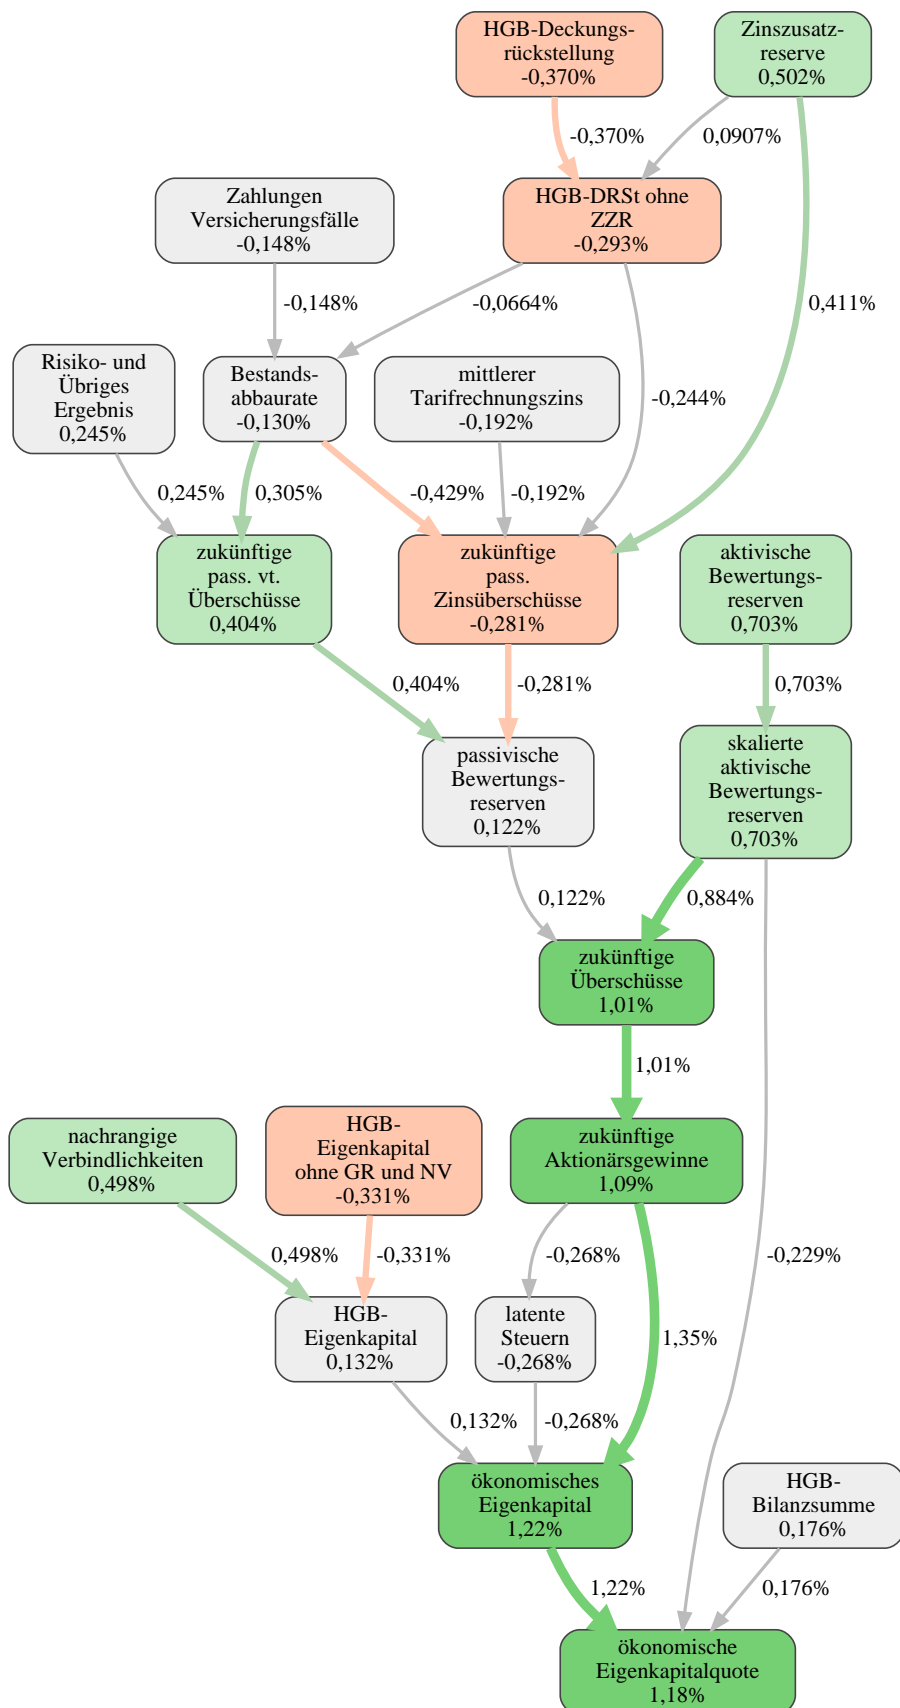 HGB-Deckungs-
rückstellung
-0,370%
Zinszusatz-
reserve
0,502%
-0,370%
0,0907%
Zahlungen
Versicherungsfälle
-0,148%
HGB-DRSt ohne
ZZR
-0,293%
-0,148%
-0,0664%
0,411%
Risiko- und
Übriges
Ergebnis
0,245%
Bestands-
abbaurate
-0,130%
mittlerer
Tarifrechnungszins
-0,192%
-0,244%
0,245%
0,305%
-0,429%
-0,192%
zukünftige
pass. vt.
Überschüsse
0,404%
zukünftige
pass.
Zinsüberschüsse
-0,281%
aktivische
Bewertungs-
reserven
0,703%
0,404%
-0,281%
0,703%
passivische
Bewertungs-
reserven
0,122%
skalierte
aktivische
Bewertungs-
reserven
0,703%
0,122%
0,884%
zukünftige
Überschüsse
1,01%
1,01%
nachrangige
Verbindlichkeiten
0,498%
HGB-
Eigenkapital
ohne GR und NV
-0,331%
zukünftige
Aktionärsgewinne
1,09%
0,498%
-0,331%
-0,268%
-0,229%
HGB-
Eigenkapital
0,132%
latente
Steuern
-0,268%
1,35%
0,132%
-0,268%
ökonomisches
Eigenkapital
1,22%
HGB-
Bilanzsumme
0,176%
1,22%
0,176%
ökonomische
Eigenkapitalquote
1,18%